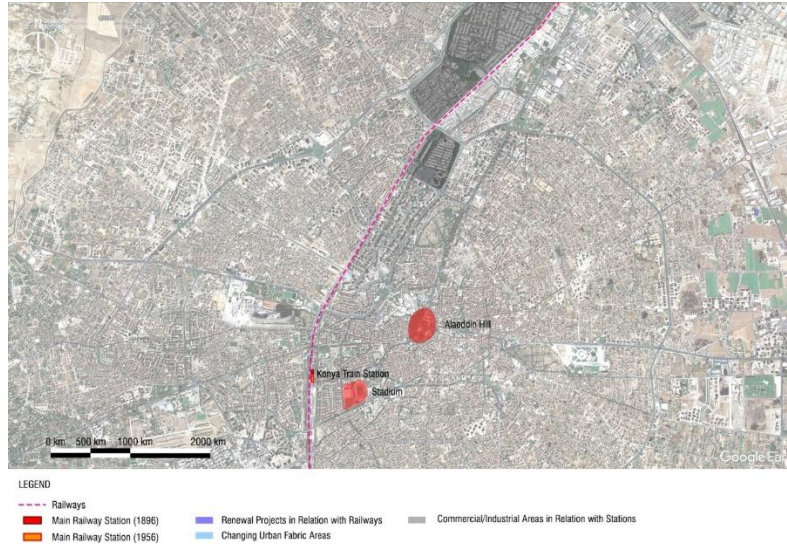 N
Alaeddin Hill
Konya Train Station
Stadium
0 km 500 km 1000 km 2000 km
Google Ear
LEGEND
Railways
Main Railway Station (1896)
Main Railway Station (1956)
Renewal Projects in Relation with Railways
Changing Urban Fabric Areas
Commercial/Industrial Areas in Relation with Stations